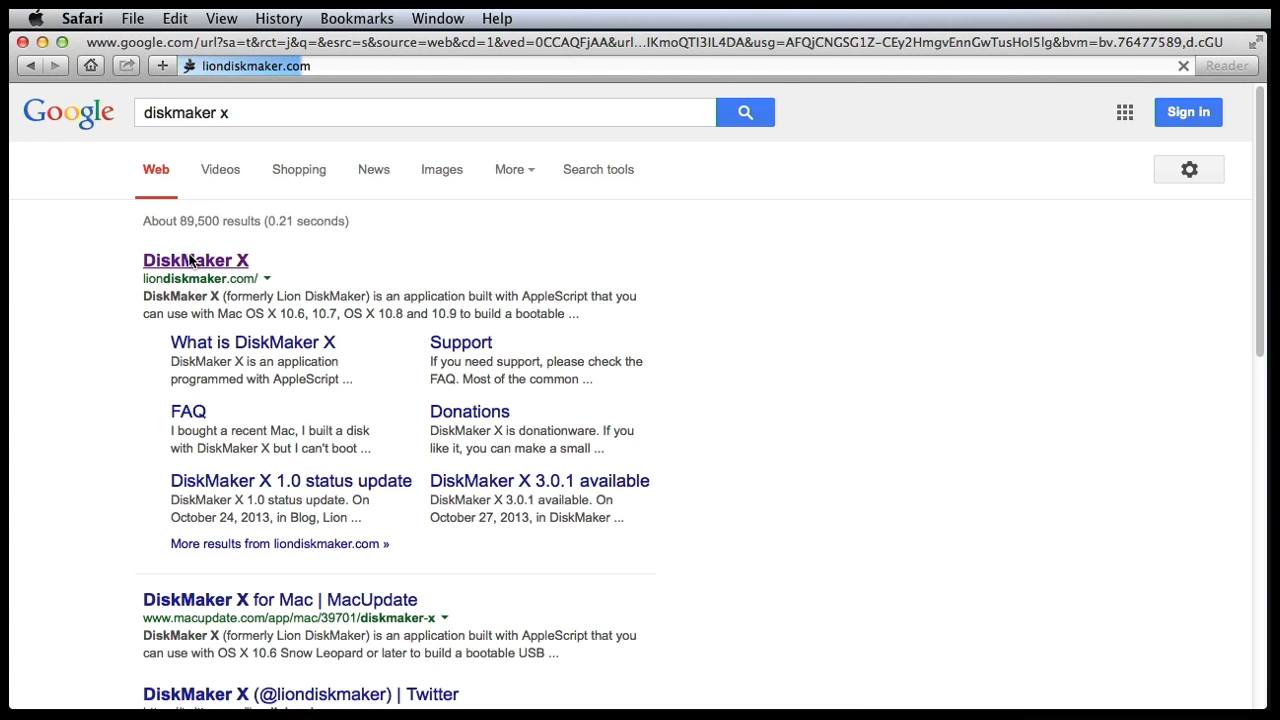 Safari File Edit View History Bookmarks Window Help
www.google.com/url?sa=t&rct=j&q=&esrc=s&source=web&cd=1&ved=0CCAQFjAA&url...lKmoQTI3IL4DA&usg=AFQjCNGSG1Z-CEy2HmgvEnnGwTusHoI5lg&bvm=bv.76477589,d.cGU
liondiskmaker.com
Reader
Google
diskmaker x
Sign in
Web Videos Shopping News Images More Search tools
About 89,500 results (0.21 seconds)
DiskMaker X
liondiskmaker.com/
DiskMaker X (formerly Lion DiskMaker) is an application built with AppleScript that you
can use with Mac OS X 10.6, 10.7, OS X 10.8 and 10.9 to build a bootable ...
What is DiskMaker X
DiskMaker X is an application
programmed with AppleScript ...
Support
If you need support, please check the
FAQ. Most of the common ...
FAQ
I bought a recent Mac, I built a disk
with DiskMaker X but I can't boot ...
Donations
DiskMaker X is donationware. If you
like it, you can make a small ...
DiskMaker X 1.0 status update
DiskMaker X 1.0 status update. On
October 24, 2013, in Blog, Lion ...
DiskMaker X 3.0.1 available
DiskMaker X 3.0.1 available. On
October 27, 2013, in DiskMaker ...
More results from liondiskmaker.com »
DiskMaker X for Mac | MacUpdate
www.macupdate.com/app/mac/39701/diskmaker-x
DiskMaker X (formerly Lion DiskMaker) is an application built with AppleScript that you
can use with OS X 10.6 Snow Leopard or later to build a bootable USB ...
DiskMaker X (@liondiskmaker) | Twitter